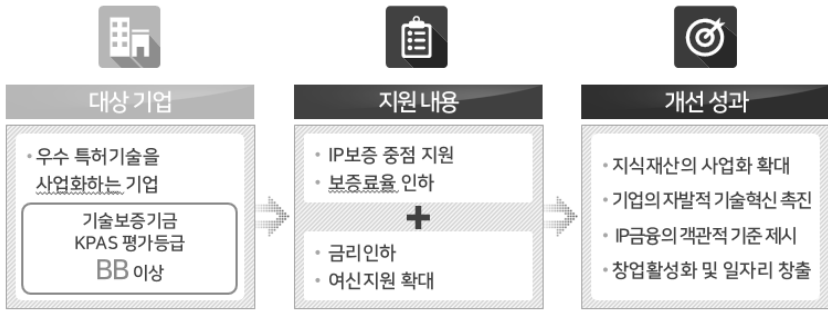 대상 기업
• 우수 특허기술을
사업화하는 기업
기술보증기금
KPAS 평가등급
BB 이상
지원 내용
• IP보증 중점 지원
• 보증료율 인하
+
• 금리인하
• 여신지원 확대
개선 성과
• 지식재산의 사업화 확대
• 기업의 자발적 기술혁신 촉진
• IP금융의 객관적 기준 제시
• 창업활성화 및 일자리 창출